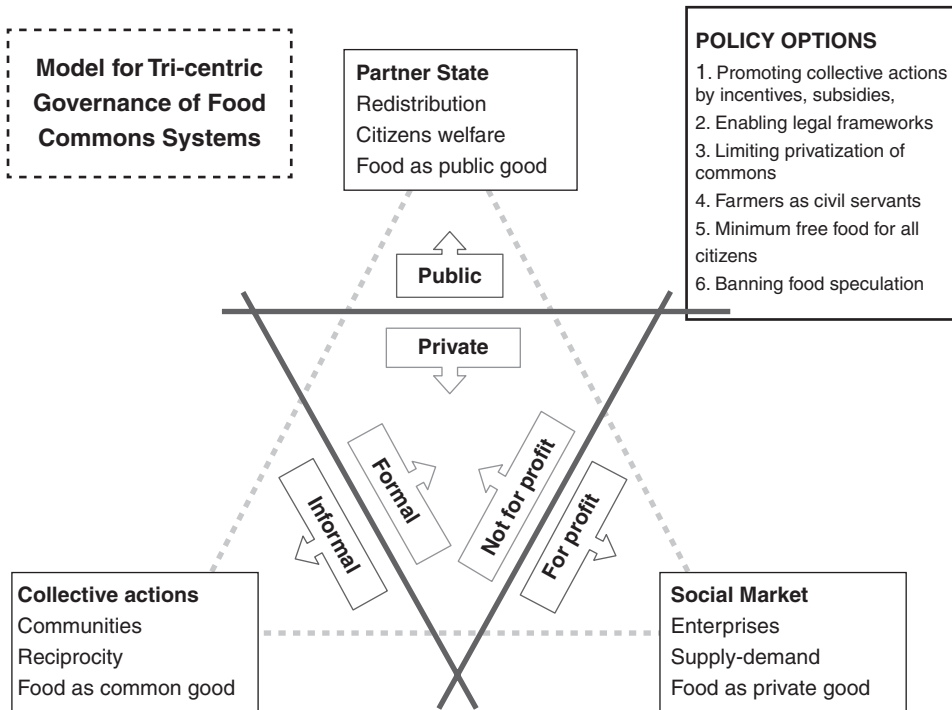 Model for Tri-centric
Governance of Food
Commons Systems
Partner State
Redistribution
Citizens welfare
Food as public good
POLICY OPTIONS
1. Promoting collective actions
by incentives, subsidies,
2. Enabling legal frameworks
3. Limiting privatization of
commons
4. Farmers as civil servants
5. Minimum free food for all
citizens
6. Banning food speculation
Public
Private
Informal
Formal
Not for profit
For profit
Collective actions
Communities
Reciprocity
Food as common good
Social Market
Enterprises
Supply-demand
Food as private good